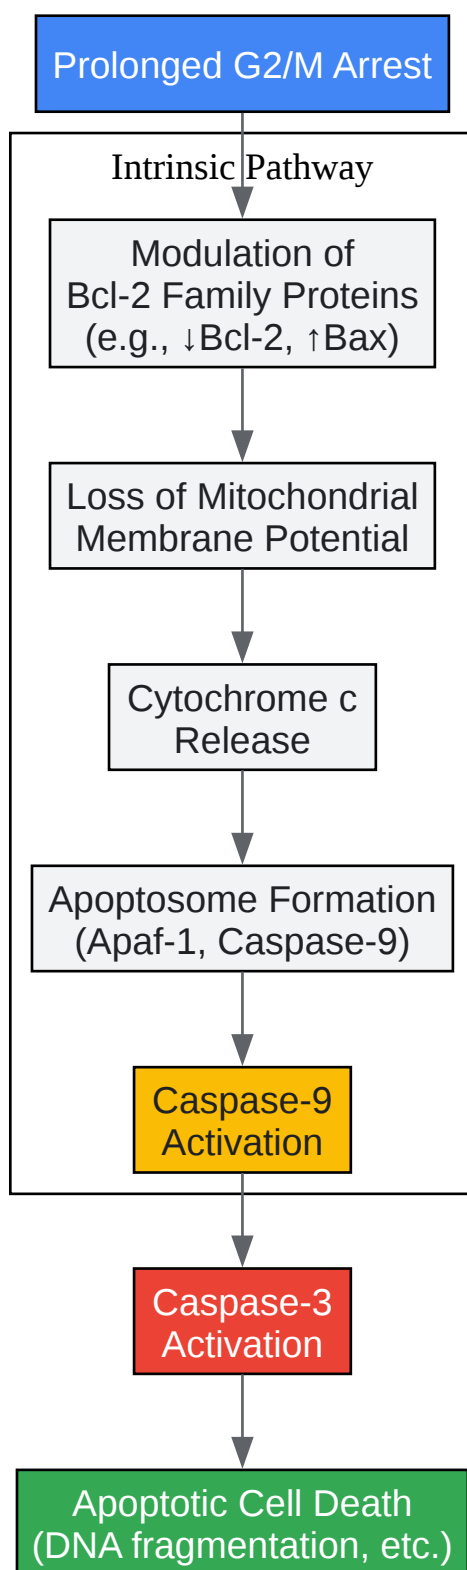 Prolonged G2/M Arrest
Intrinsic Pathway
Modulation of
Bcl-2 Family Proteins
(e.g., ↓Bcl-2, ↑Bax)
Loss of Mitochondrial
Membrane Potential
Cytochrome c
Release
Apoptosome Formation
(Apaf-1, Caspase-9)
Caspase-9
Activation
Caspase-3
Activation
Apoptotic Cell Death
(DNA fragmentation, etc.)